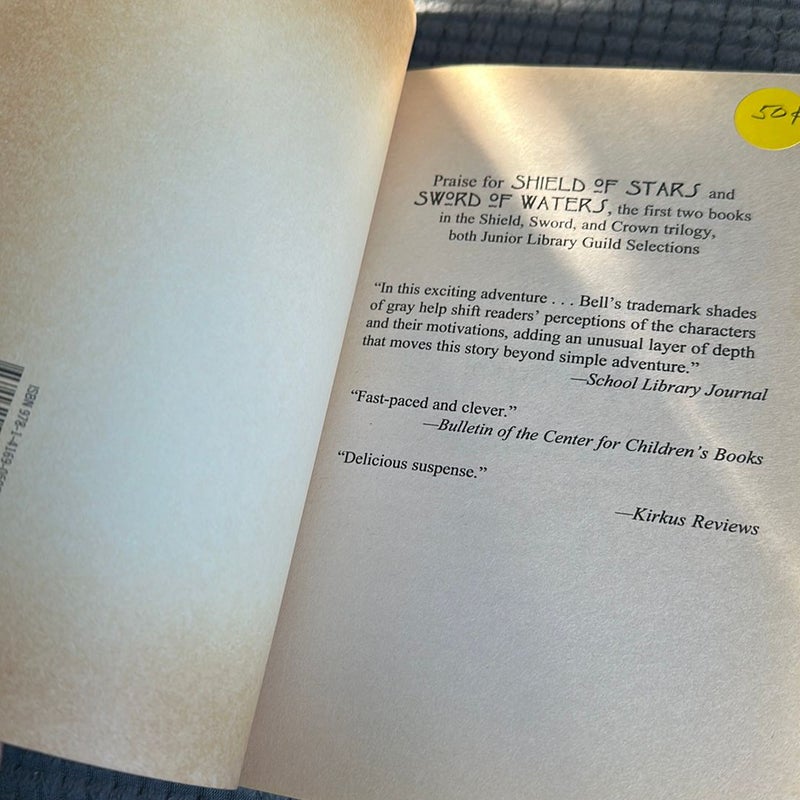 ISBN 978-1-4169-
50¢
Praise for SHIELD OF STARS and
SWORD OF WATERS, the first two books
in the Shield, Sword, and Crown trilogy,
both Junior Library Guild Selections
“In this exciting adventure . . . Bell’s trademark shades
of gray help shift readers’ perceptions of the characters
and their motivations, adding an unusual layer of depth
that moves this story beyond simple adventure.”
—School Library Journal
“Fast-paced and clever.”
—Bulletin of the Center for Children’s Books
“Delicious suspense.”
—Kirkus Reviews